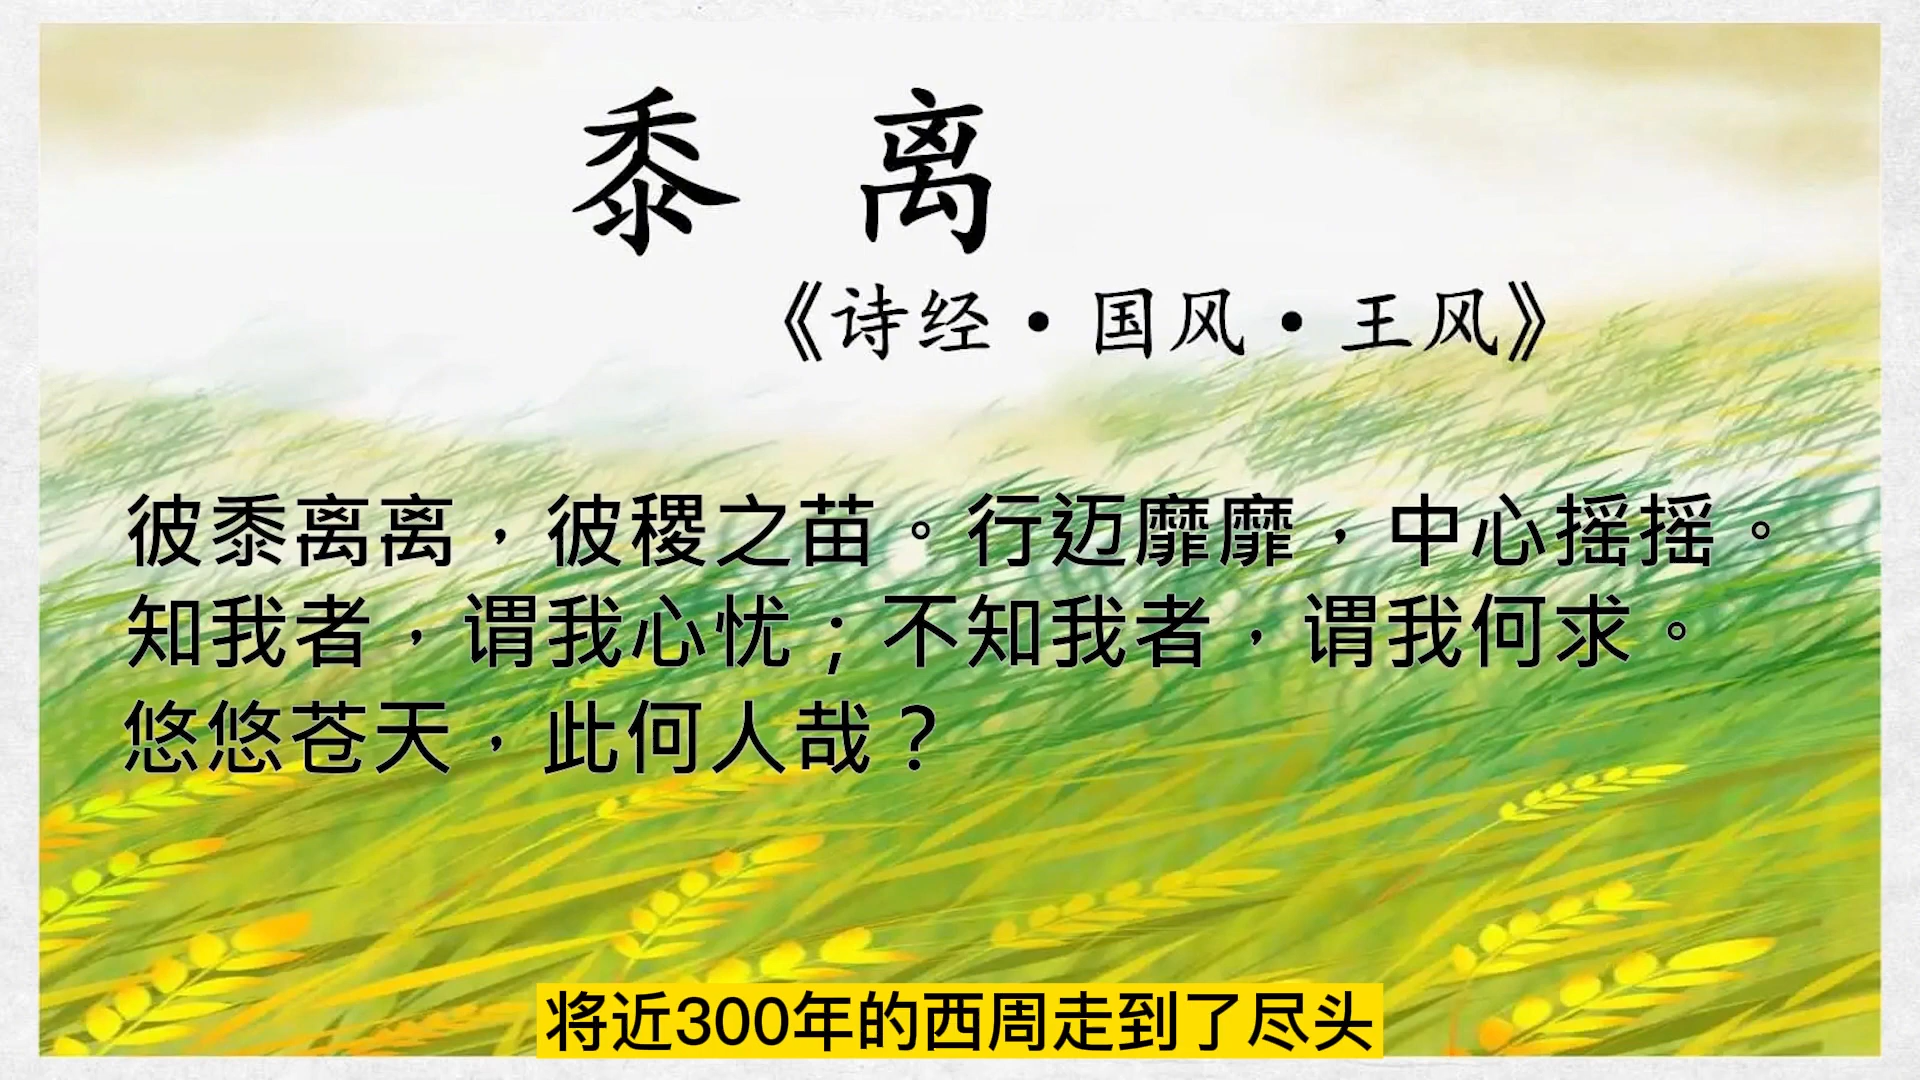 黍 离
《诗经·国风·王风》
彼黍离离，彼稷之苗。行迈靡靡，中心摇摇。
知我者，谓我心忧；不知我者，谓我何求。
悠悠苍天，此何人哉？
将近300年的西周走到了尽头